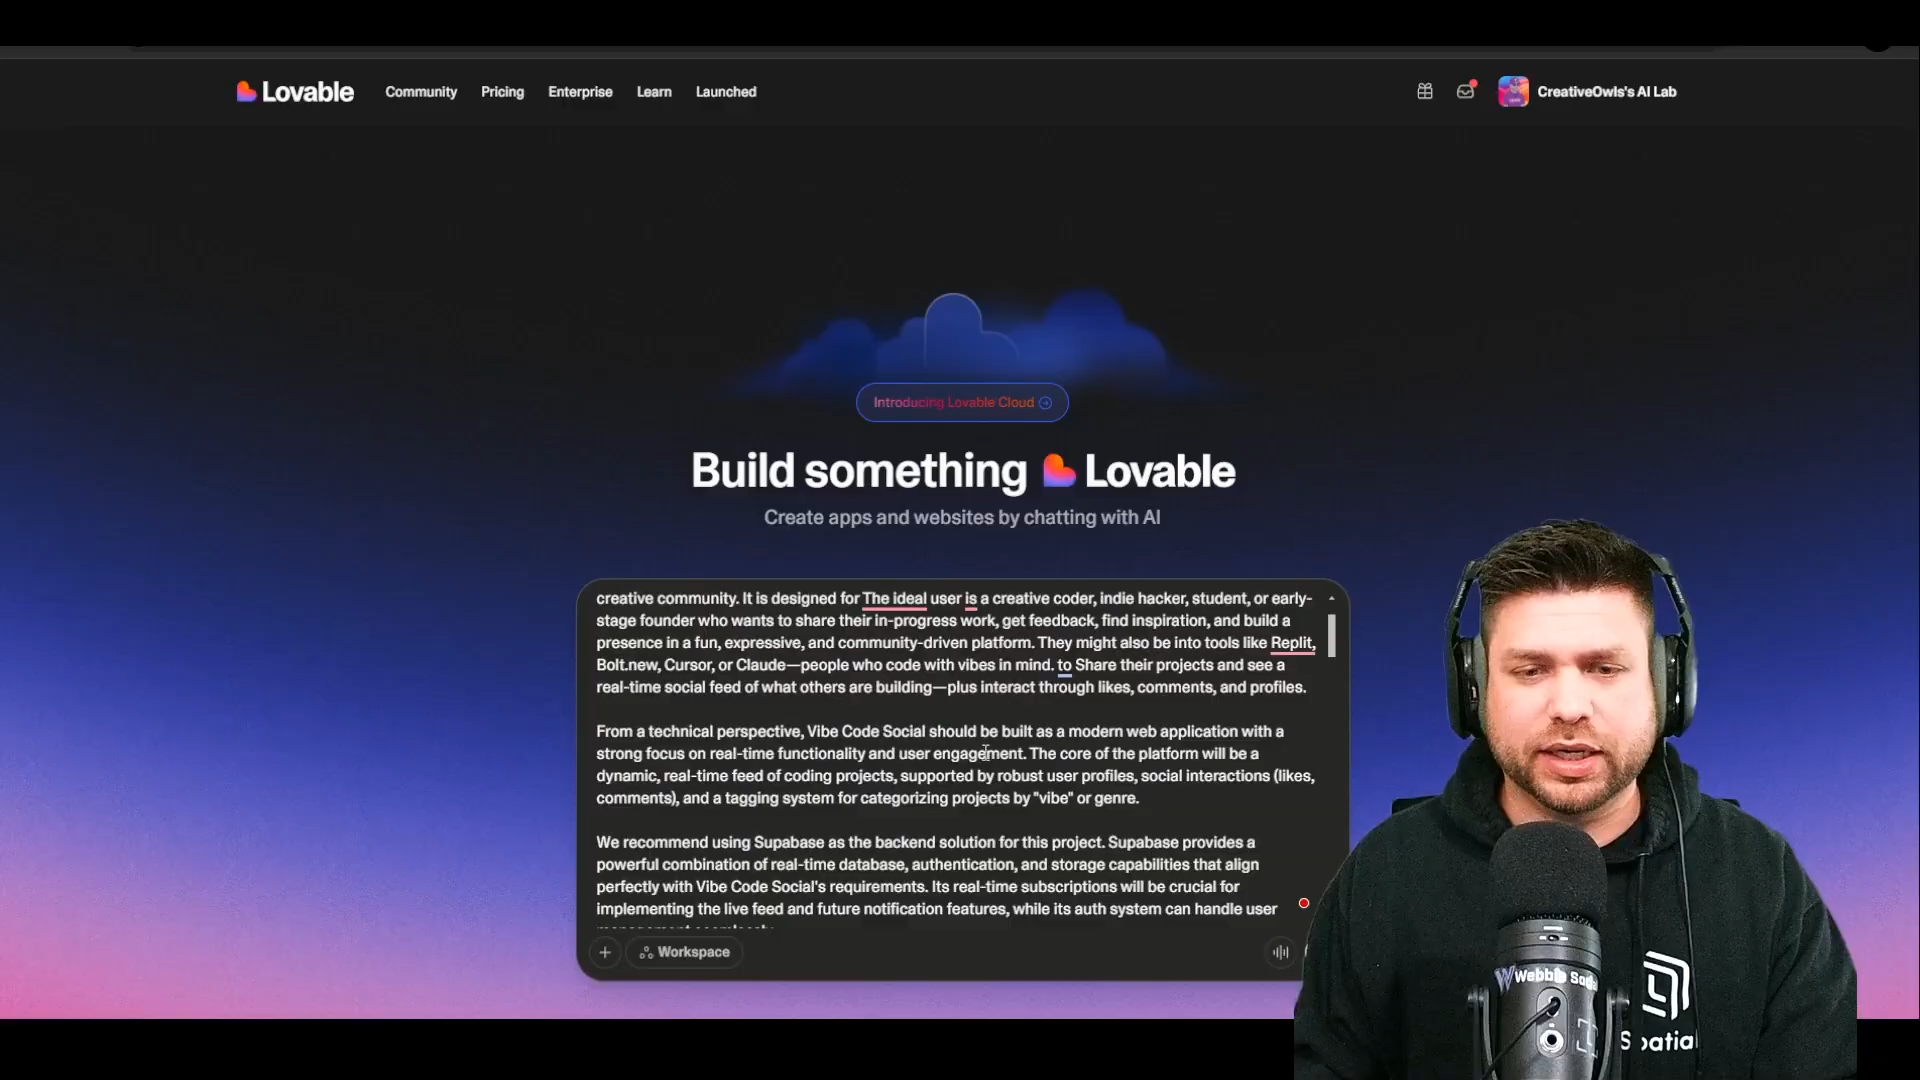 Lovable Community Pricing Enterprise Learn Launched CreativeOwls's AI Lab
Introducing Lovable Cloud
Build something Lovable
Create apps and websites by chatting with AI
creative community. It is designed for The ideal user is a creative coder, indie hacker, student, or early-
stage founder who wants to share their in-progress work, get feedback, find inspiration, and build a
presence in a fun, expressive, and community-driven platform. They might also be into tools like Replit,
Bolt.new, Cursor, or Claude—people who code with vibes in mind. to Share their projects and see a
real-time social feed of what others are building—plus interact through likes, comments, and profiles.
From a technical perspective, Vibe Code Social should be built as a modern web application with a
strong focus on real-time functionality and user engagement. The core of the platform will be a
dynamic, real-time feed of coding projects, supported by robust user profiles, social interactions (likes,
comments), and a tagging system for categorizing projects by "vibe" or genre.
We recommend using Supabase as the backend solution for this project. Supabase provides a
powerful combination of real-time database, authentication, and storage capabilities that align
perfectly with Vibe Code Social's requirements. Its real-time subscriptions will be crucial for
implementing the live feed and future notification features, while its auth system can handle user
Workspace